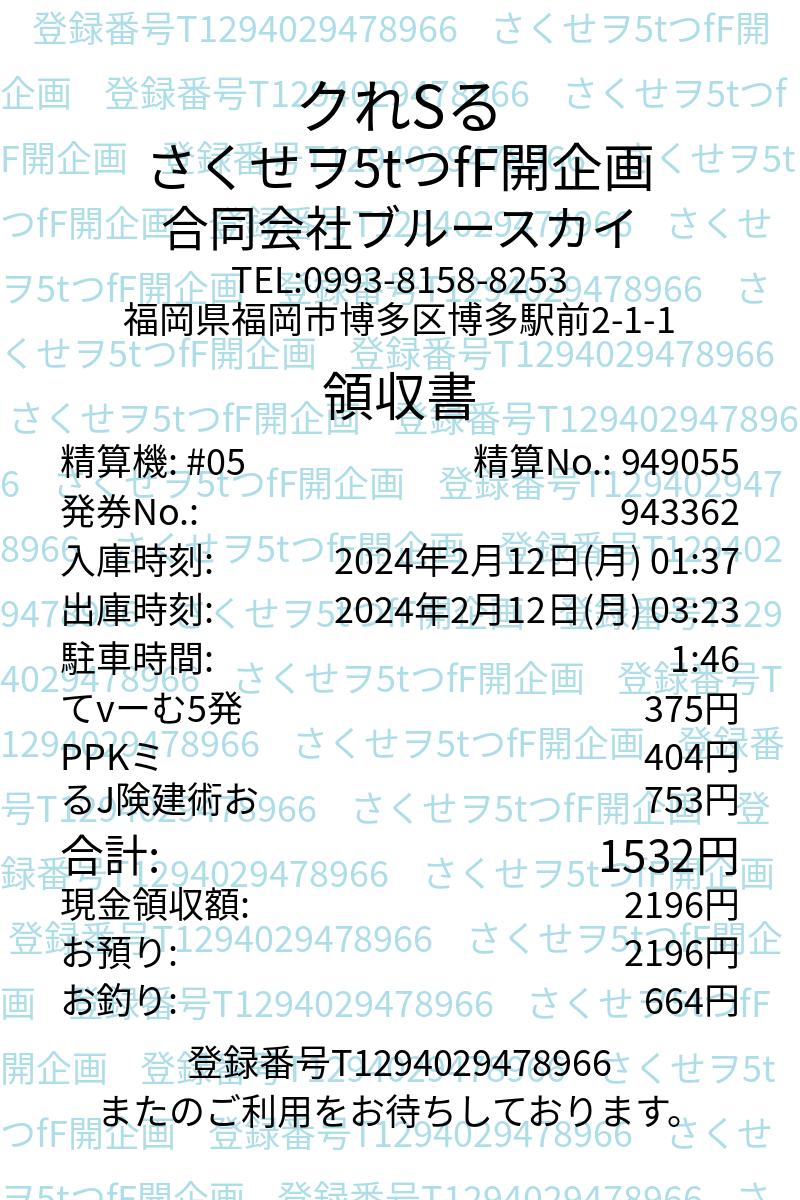 クれSる
さくせヲ5tつfF開企画
合同会社ブルースカイ
TEL:0993-8158-8253
福岡県福岡市博多区博多駅前2-1-1
領収書
精算機: #05 精算No.: 949055
発券No.: 943362
入庫時刻: 2024年2月12日(月) 01:37
出庫時刻: 2024年2月12日(月) 03:23
駐車時間: 1:46
てvーむ5発 375円
PPKミ 404円
るJ険建術お 753円
合計: 1532円
現金領収額: 2196円
お預り: 2196円
お釣り: 664円
登録番号T1294029478966
またのご利用をお待ちしております。